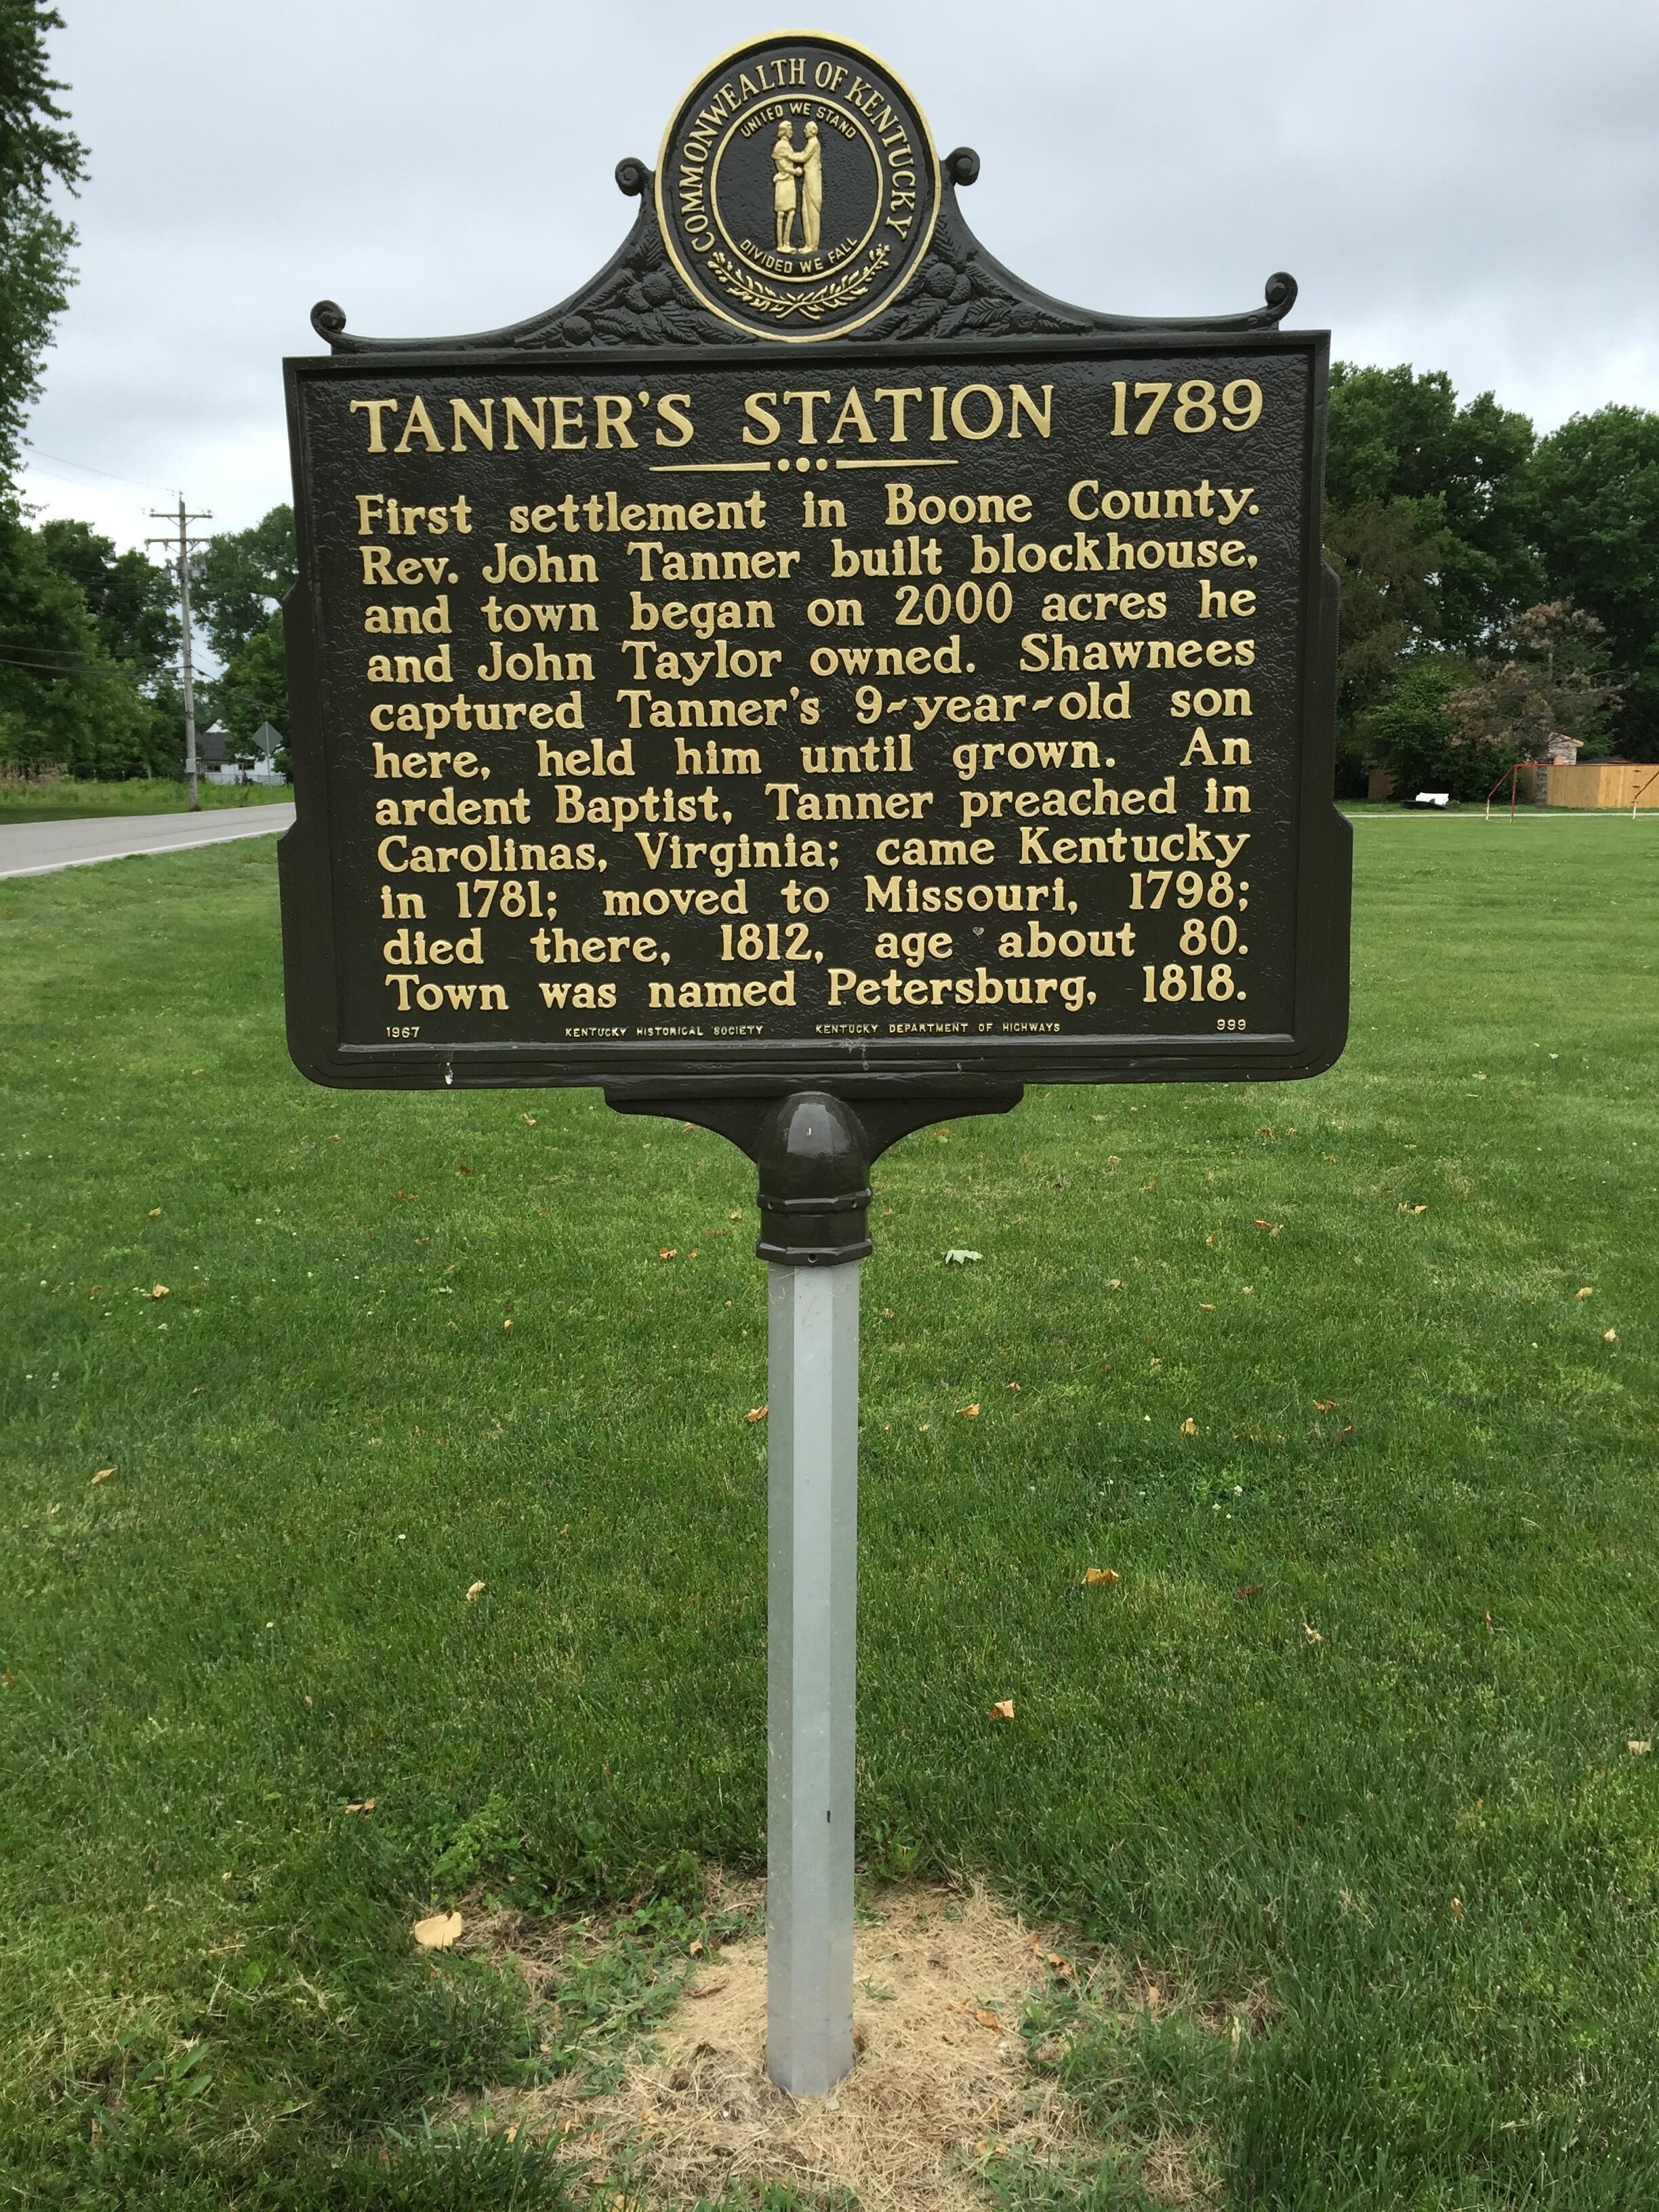 COMMONWEALTH OF KENTUCKY
UNITED WE STAND
DIVIDED WE FALL
TANNER'S STATION 1789
First settlement in Boone County.
Rev. John Tanner built blockhouse,
and town began on 2000 acres he
and John Taylor owned. Shawnees
captured Tanner's 9-year-old son
here, held him until grown. An
ardent Baptist, Tanner preached in
Carolinas, Virginia; came Kentucky
in 1781; moved to Missouri, 1798;
died there, 1812, age about 80.
Town was named Petersburg, 1818.
1967 KENTUCKY HISTORICAL SOCIETY KENTUCKY DEPARTMENT OF HIGHWAYS 999